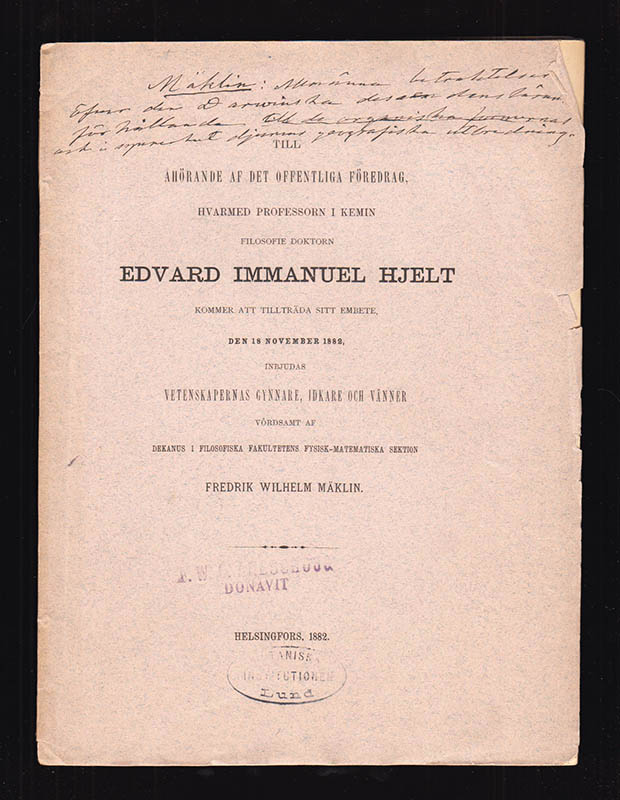 Mäklin: Allmänna betraktelser
öfver den Darwinska descendensläran
förhållande till de organiska formernas
och i synnerhet djurens geografiska utbredning.
TILL
ÅHÖRANDE AF DET OFFENTLIGA FÖREDRAG,
HVARMED PROFESSORN I KEMIN
FILOSOFIE DOKTORN
EDVARD IMMANUEL HJELT
KOMMER ATT TILLTRÄDA SITT EMBETE,
DEN 18 NOVEMBER 1882,
INBJUDAS
VETENSKAPERNAS GYNNARE, IDKARE OCH VÄNNER
VÖRDSAMT AF
DEKANUS I FILOSOFISKA FAKULTETENS FYSISK-MATEMATISKA SEKTION
FREDRIK WILHELM MÄKLIN.
F. W. C. ARESCHOUG
DONAVIT
HELSINGFORS, 1882.
TANISK
INSTITUTIONEN
Lund